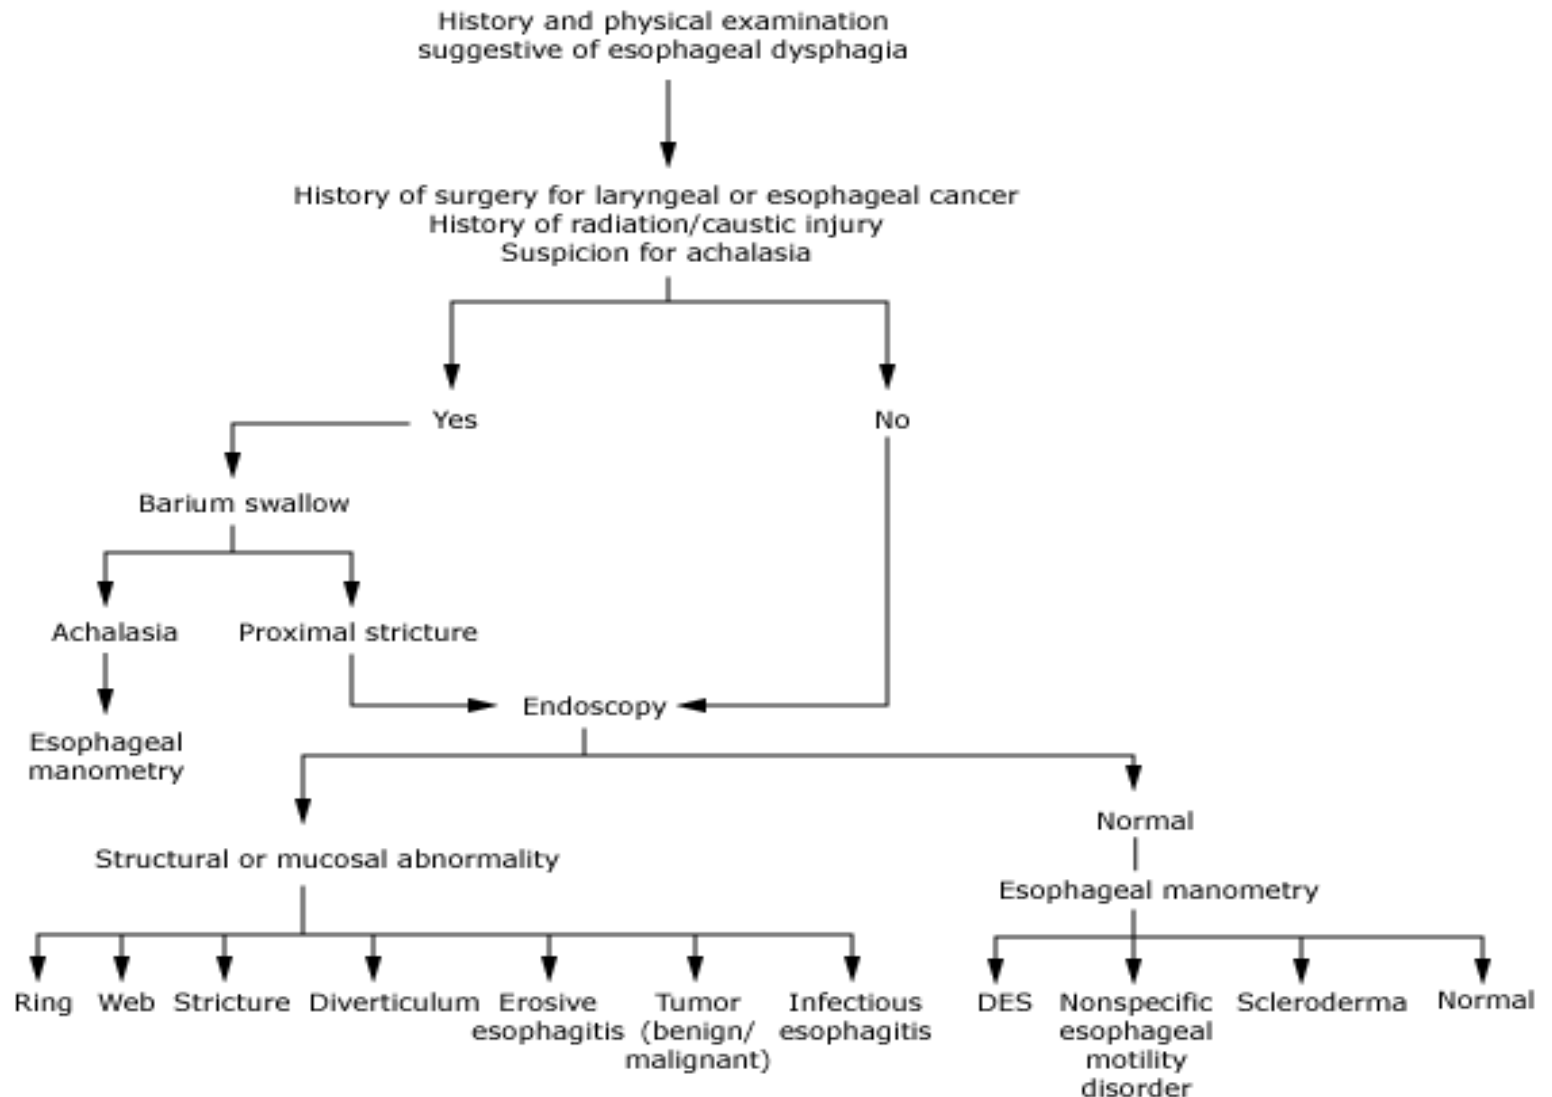 History and physical examination
suggestive of esophageal dysphagia
History of surgery for laryngeal or esophageal cancer
History of radiation/caustic injury
Suspicion for achalasia
Yes
No
Barium swallow
Achalasia
Proximal stricture
Endoscopy
Esophageal
manometry
Normal
Structural or mucosal abnormality
Esophageal manometry
Ring
Web
Stricture
Diverticulum
Erosive
esophagitis
Tumor
(benign/
malignant)
Infectious
esophagitis
DES
Nonspecific
esophageal
motility
disorder
Scleroderma
Normal